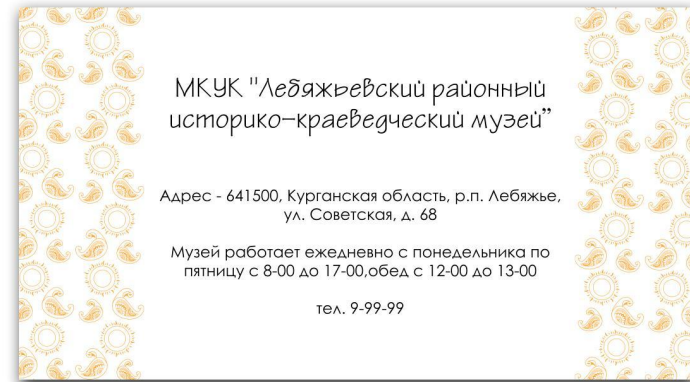 МКУК "Лебяжьевский районный
историко-краеведческий музей”
Адрес - 641500, Курганская область, р.п. Лебяжье,
ул. Советская, д. 68
Музей работает ежедневно с понедельника по
пятницу с 8-00 до 17-00,обед с 12-00 до 13-00
тел. 9-99-99